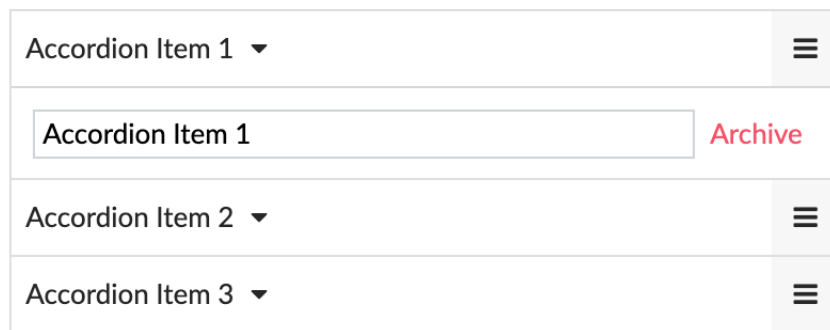 Accordion Item 1
Accordion Item 1 Archive
Accordion Item 2
Accordion Item 3